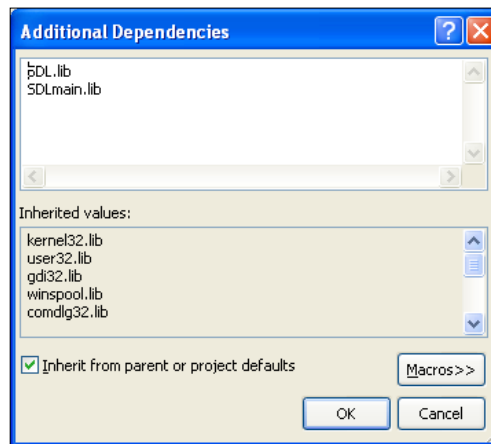 Additional Dependencies
SDL.lib
SDLmain.lib
Inherited values:
kernel32.lib
user32.lib
gdi32.lib
winspool.lib
comdlg32.lib
Inherit from parent or project defaults
Macros>>
OK
Cancel